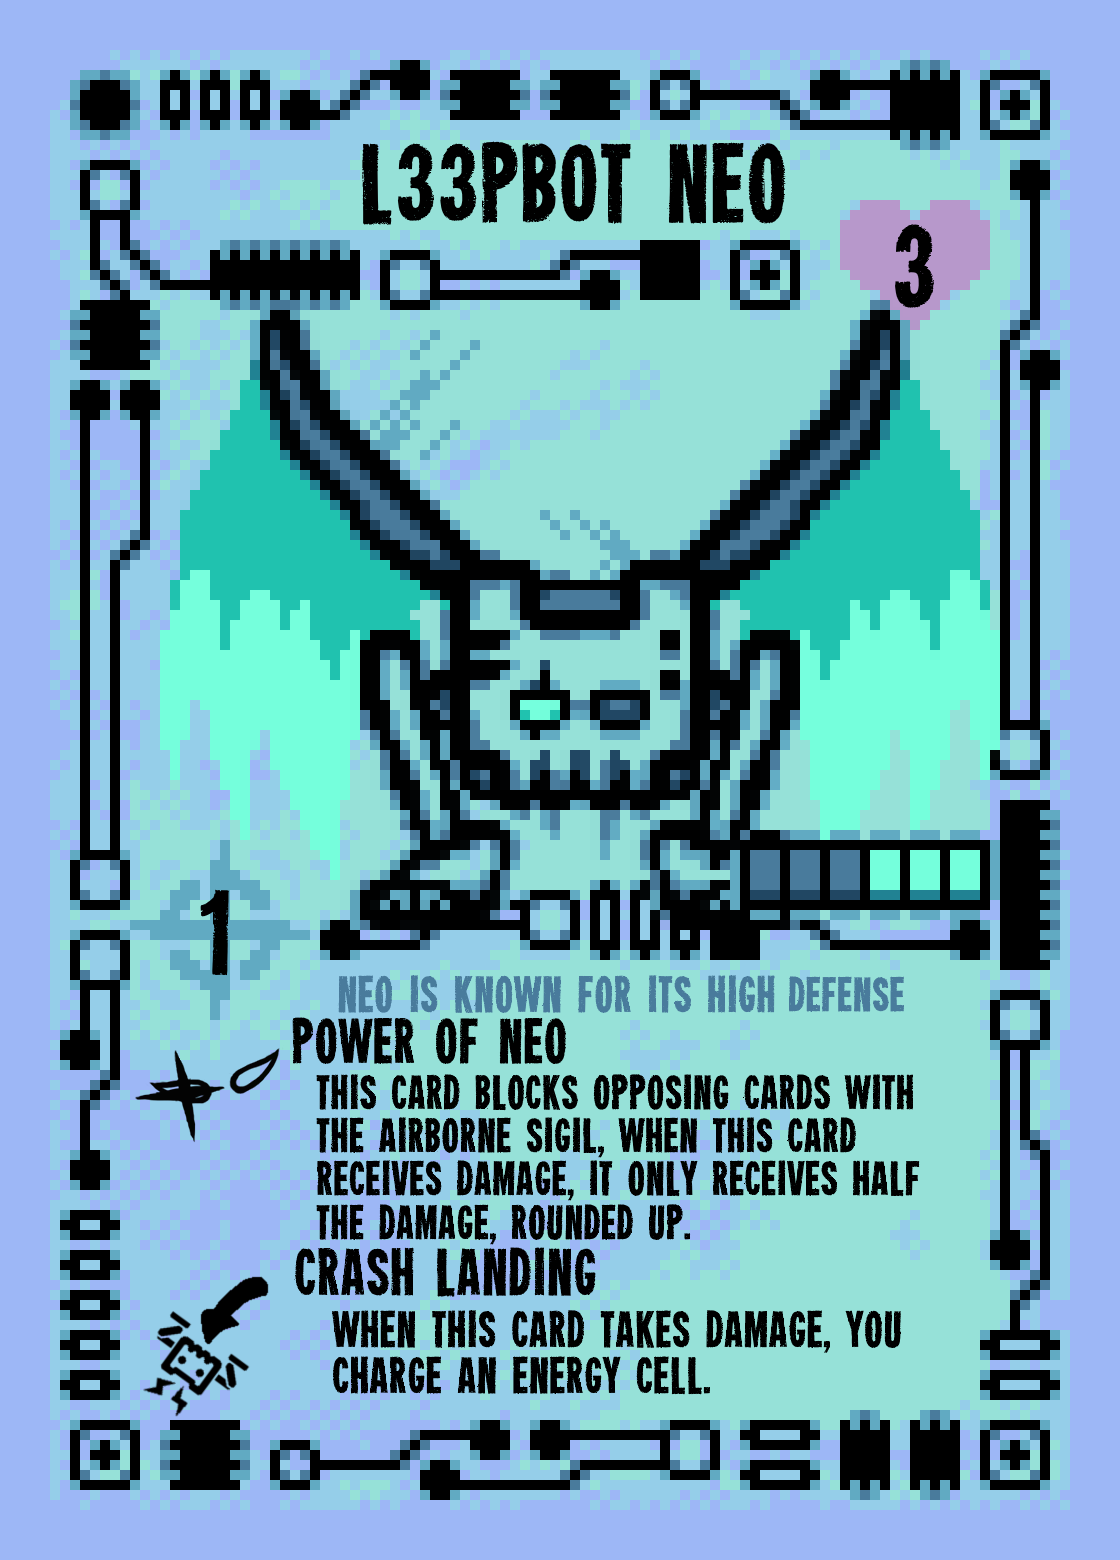 L33PBOT NEO
3
1
NEO IS KNOWN FOR ITS HIGH DEFENSE
POWER OF NEO
THIS CARD BLOCKS OPPOSING CARDS WITH
THE AIRBORNE SIGIL, WHEN THIS CARD
RECEIVES DAMAGE, IT ONLY RECEIVES HALF
THE DAMAGE, ROUNDED UP.
CRASH LANDING
WHEN THIS CARD TAKES DAMAGE, YOU
CHARGE AN ENERGY CELL.